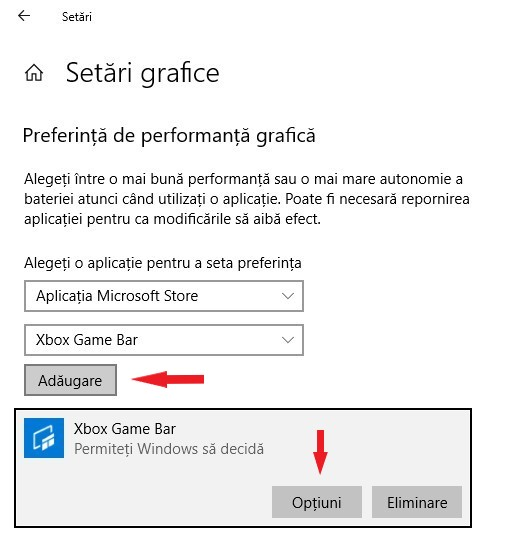 Setări
Setări grafice
Preferință de performanță grafică
Alegeți între o mai bună performanță sau o mai mare autonomie a
bateriei atunci când utilizați o aplicație. Poate fi necesară repornirea
aplicației pentru ca modificările să aibă efect.
Alegeți o aplicație pentru a seta preferința
Aplicația Microsoft Store
Xbox Game Bar
Adăugare
Xbox Game Bar
Permiteți Windows să decidă
Opțiuni
Eliminare